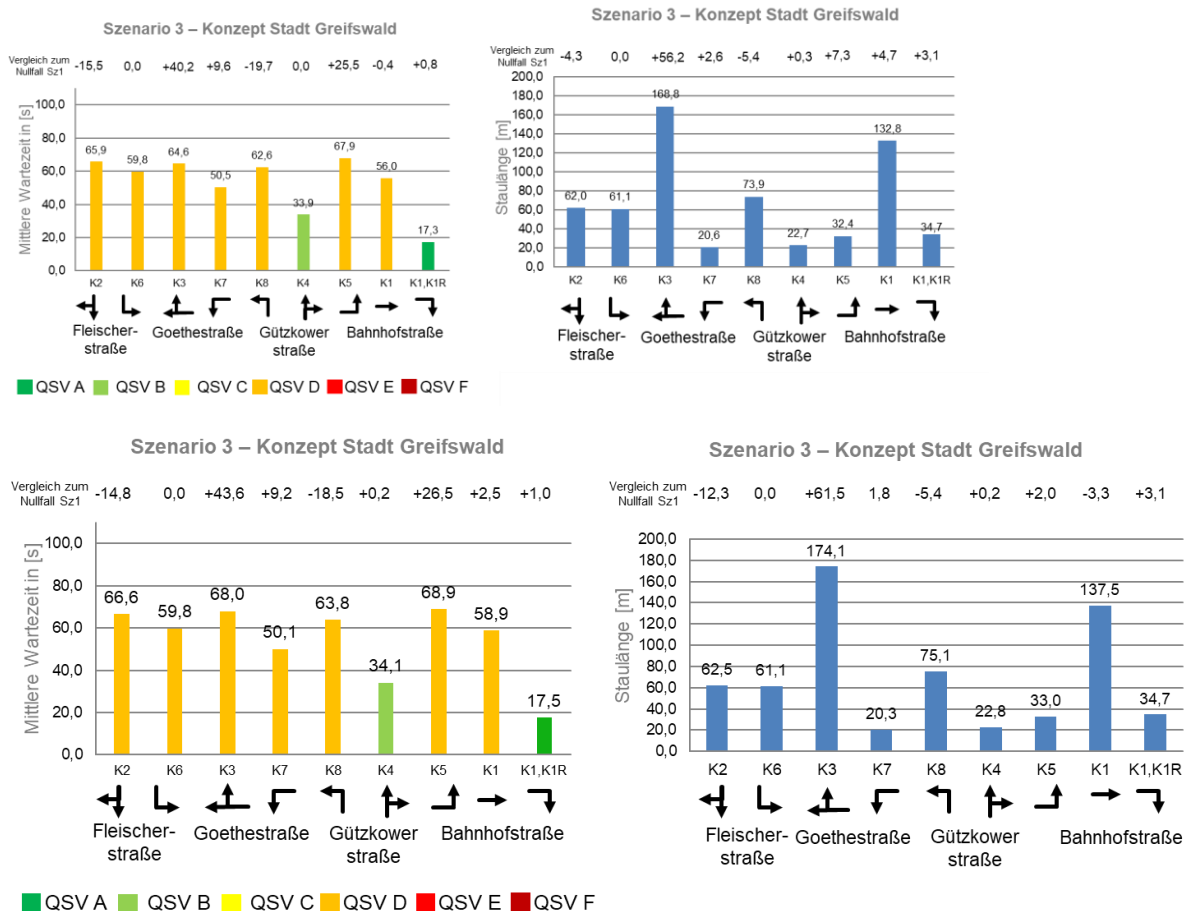 Szenario 3 – Konzept Stadt Greifswald
Vergleich zum
Nullfall Sz1
-15,5 0,0 +40,2 +9,6 -19,7 0,0 +25,5 -0,4 +0,8
Mittlere Wartezeit in [s]
100,0
80,0
60,0
40,0
20,0
0,0
65,9 59,8 64,6 50,5 62,6 33,9 67,9 56,0 17,3
K2 K6 K3 K7 K8 K4 K5 K1 K1,K1R
Fleischer-
straße
Goethestraße
Gützkower
straße
Bahnhofstraße
QSV A QSV B QSV C QSV D QSV E QSV F
Szenario 3 – Konzept Stadt Greifswald
Vergleich zum
Nullfall Sz1
-4,3 0,0 +56,2 +2,6 -5,4 +0,3 +7,3 +4,7 +3,1
Staulänge [m]
200,0
180,0
160,0
140,0
120,0
100,0
80,0
60,0
40,0
20,0
0,0
62,0 61,1 168,8 20,6 73,9 22,7 32,4 132,8 34,7
K2 K6 K3 K7 K8 K4 K5 K1 K1,K1R
Fleischer-
straße
Goethestraße
Gützkower
straße
Bahnhofstraße
Szenario 3 – Konzept Stadt Greifswald
Vergleich zum
Nullfall Sz1
-14,8 0,0 +43,6 +9,2 -18,5 +0,2 +26,5 +2,5 +1,0
Mittlere Wartezeit in [s]
100,0
80,0
60,0
40,0
20,0
0,0
66,6 59,8 68,0 50,1 63,8 34,1 68,9 58,9 17,5
K2 K6 K3 K7 K8 K4 K5 K1 K1,K1R
Fleischer-
straße
Goethestraße
Gützkower
straße
Bahnhofstraße
QSV A QSV B QSV C QSV D QSV E QSV F
Szenario 3 – Konzept Stadt Greifswald
Vergleich zum
Nullfall Sz1
-12,3 0,0 +61,5 1,8 -5,4 +0,2 +2,0 -3,3 +3,1
Staulänge [m]
200,0
180,0
160,0
140,0
120,0
100,0
80,0
60,0
40,0
20,0
0,0
62,5 61,1 174,1 20,3 75,1 22,8 33,0 137,5 34,7
K2 K6 K3 K7 K8 K4 K5 K1 K1,K1R
Fleischer-
straße
Goethestraße
Gützkower
straße
Bahnhofstraße